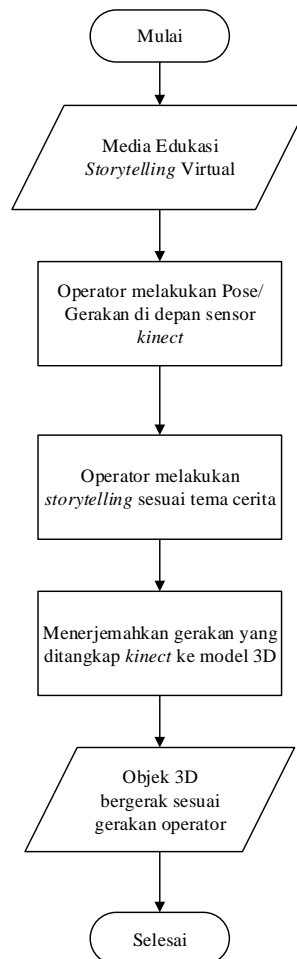 Mulai
Media Edukasi
Storytelling Virtual
Operator melakukan Pose/
Gerakan di depan sensor
kinect
Operator melakukan
storytelling sesuai tema cerita
Menerjemahkan gerakan yang
ditangkap kinect ke model 3D
Objek 3D
bergerak sesuai
gerakan operator
Selesai